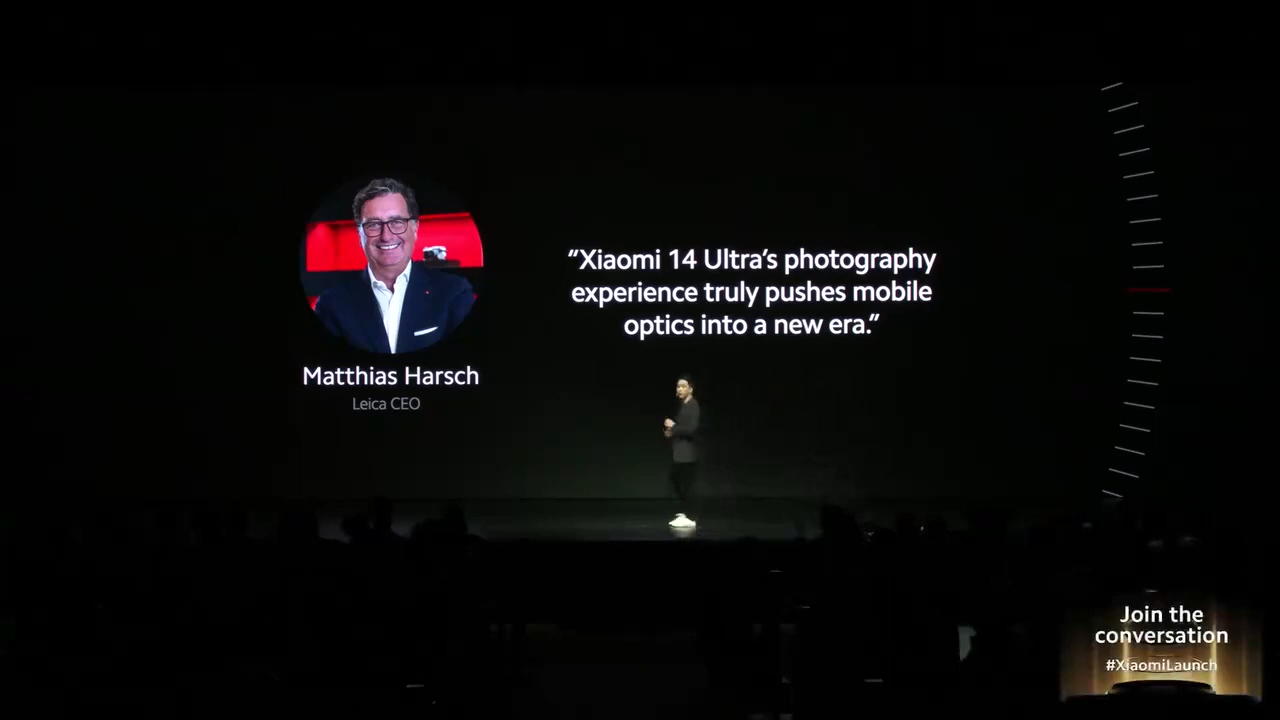 Matthias Harsch
Leica CEO
“Xiaomi 14 Ultra’s photography
experience truly pushes mobile
optics into a new era.”
Join the
conversation
#XiaomiLaunch